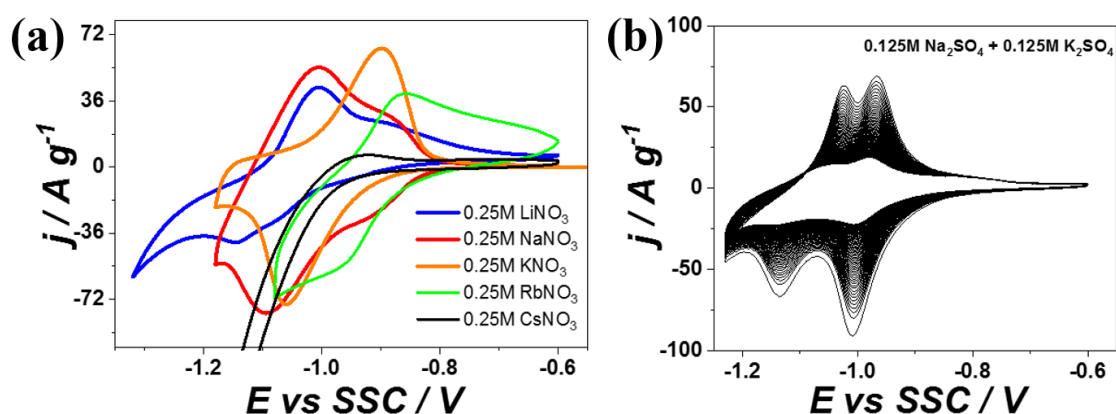 (a)
72
36
0
-36
-72
j / A g⁻¹
0.25M LiNO₃
0.25M NaNO₃
0.25M KNO₃
0.25M RbNO₃
0.25M CsNO₃
-1.2 -1.0 -0.8 -0.6
E vs SSC / V
(b)
100
50
0
-50
-100
j / A g⁻¹
0.125M Na₂SO₄ + 0.125M K₂SO₄
-1.2 -1.0 -0.8 -0.6
E vs SSC / V